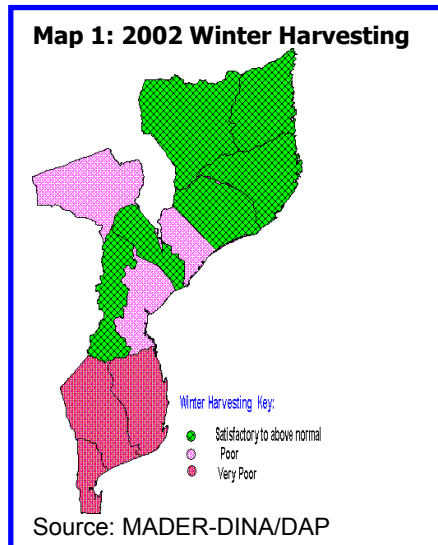 Map 1: 2002 Winter Harvesting
Winter Harvesting Key:
Satisfactory to above normal
Poor
Very Poor
Source: MADER-DINA/DAP